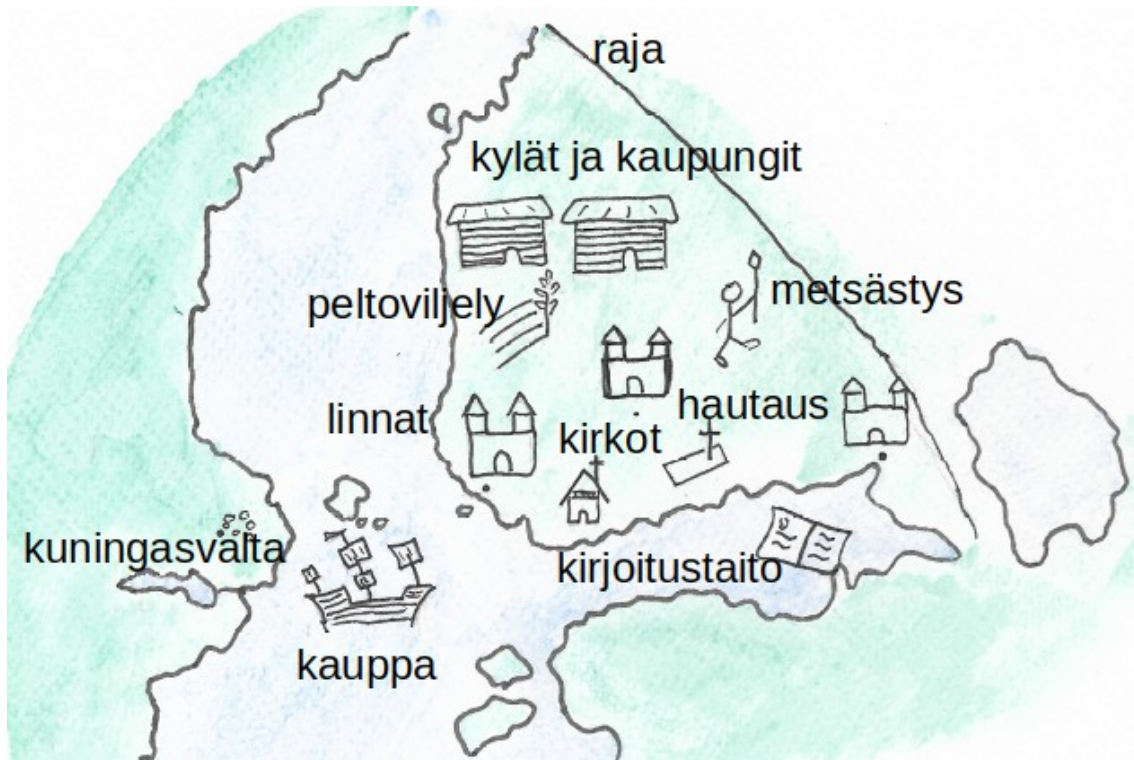 raja
kylät ja kaupungit
metsästys
peltoviljely
hautaus
linnat
kirkot
kuningasvalta
kirjoitustaito
kauppa